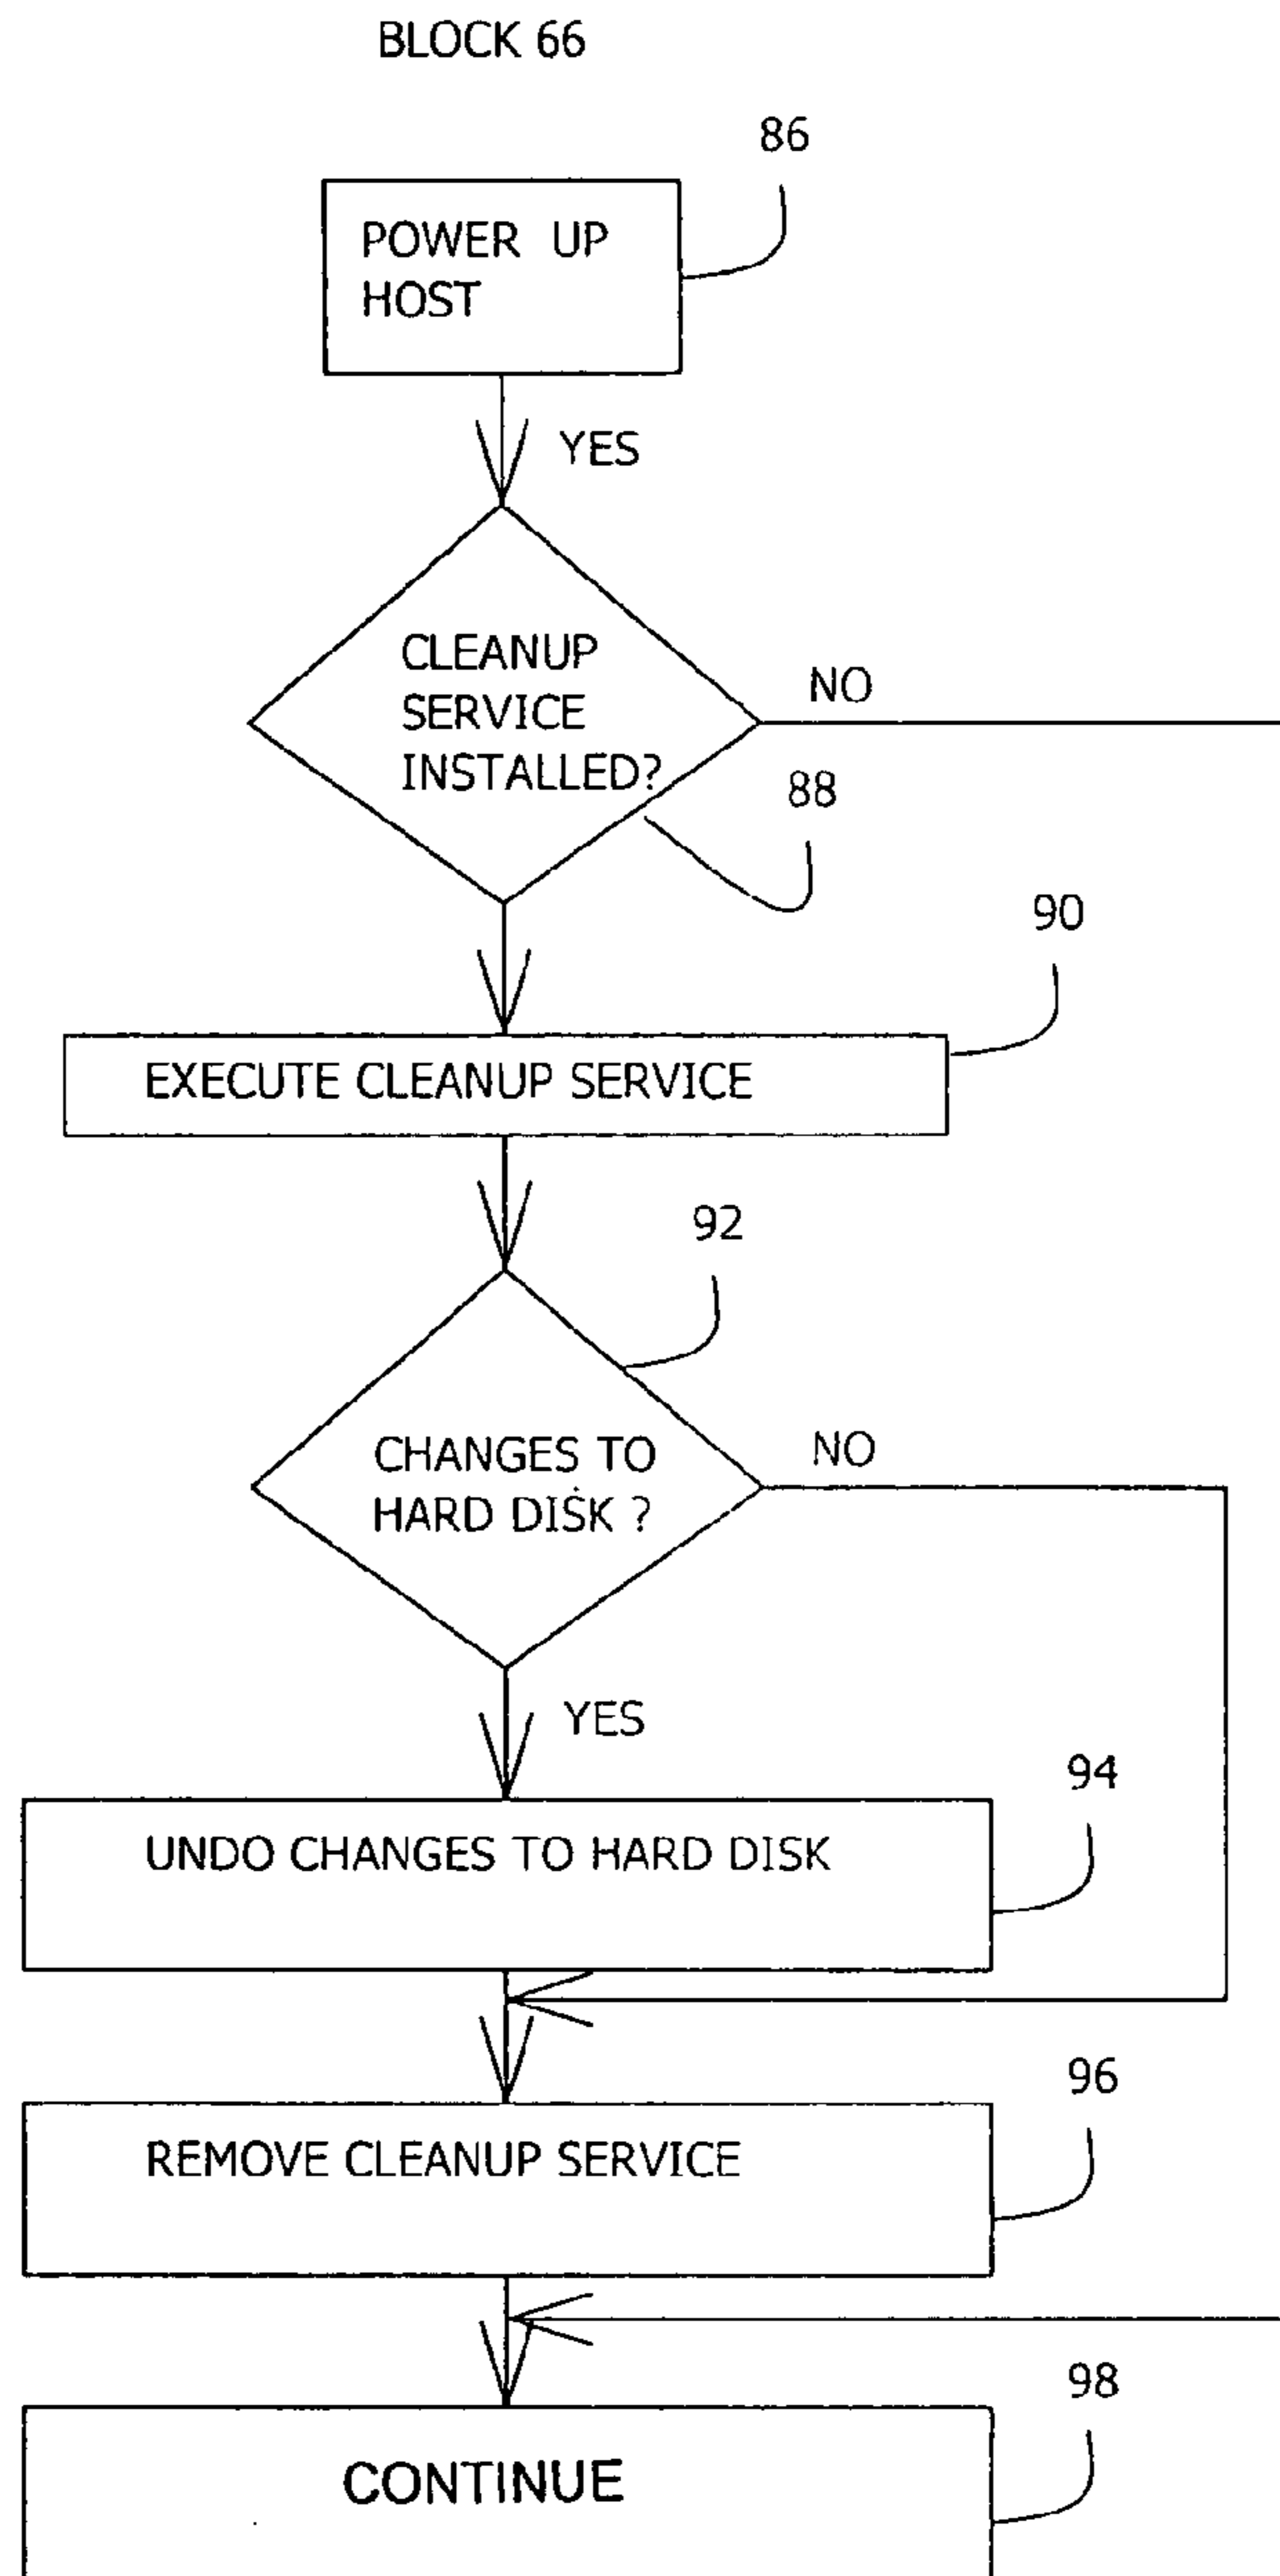 BLOCK 66
86
POWER UP
HOST
YES
CLEANUP
SERVICE
INSTALLED?
NO
88
90
EXECUTE CLEANUP SERVICE
92
CHANGES TO
HARD DISK ?
NO
YES
94
UNDO CHANGES TO HARD DISK
96
REMOVE CLEANUP SERVICE
98
CONTINUE